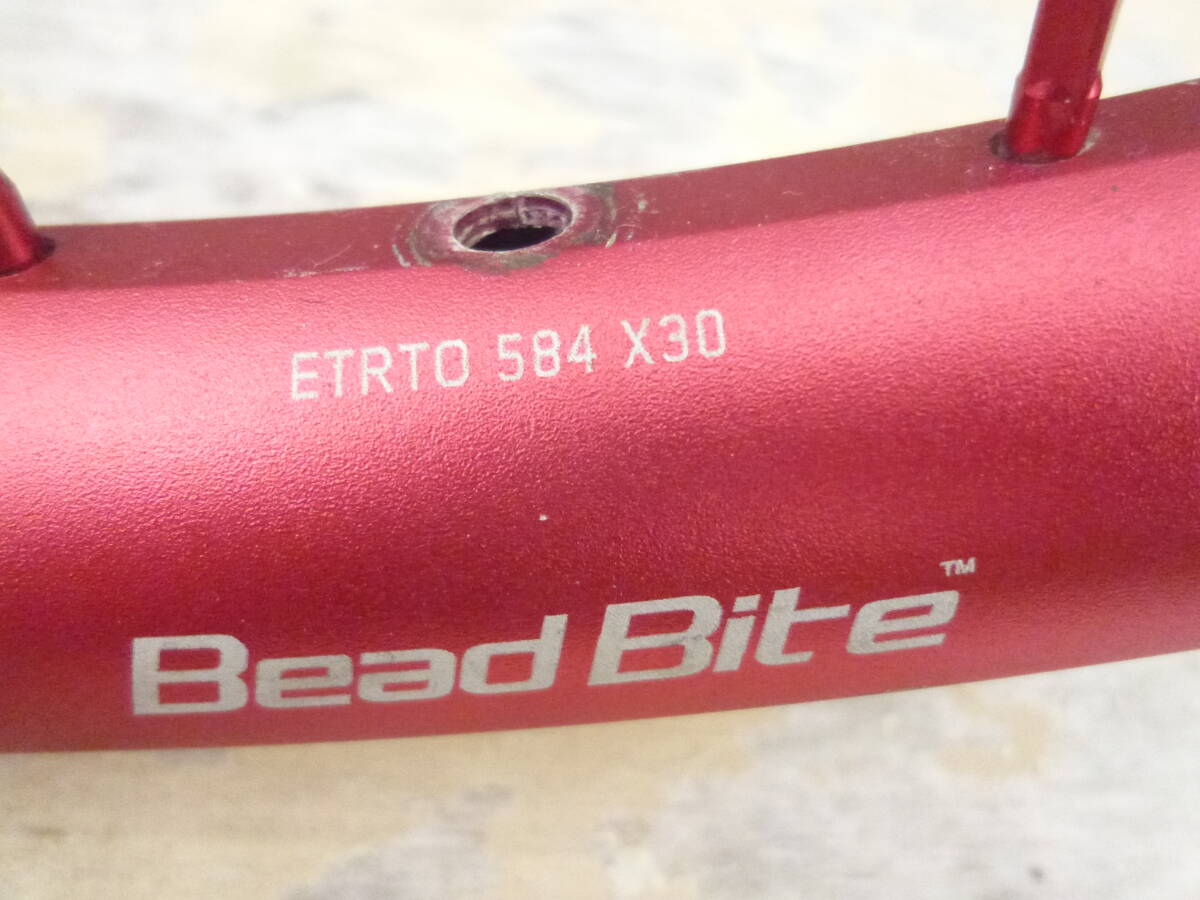 ETRTO 584 X30
Bead Bite™